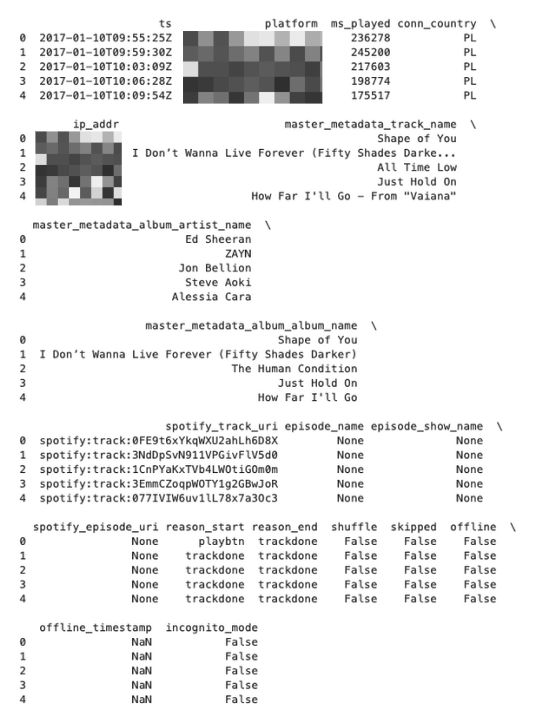 ts platform ms_played conn_country \
0 2017-01-10T09:55:25Z 236278 PL
1 2017-01-10T09:59:30Z 245200 PL
2 2017-01-10T10:03:09Z 217603 PL
3 2017-01-10T10:06:28Z 198774 PL
4 2017-01-10T10:09:54Z 175517 PL
ip_addr master_metadata_track_name \
0 Shape of You
1 I Don’t Wanna Live Forever (Fifty Shades Darke...
2 All Time Low
3 Just Hold On
4 How Far I'll Go - From "Vaiana"
master_metadata_album_artist_name \
0 Ed Sheeran
1 ZAYN
2 Jon Bellion
3 Steve Aoki
4 Alessia Cara
master_metadata_album_album_name \
0 Shape of You
1 I Don’t Wanna Live Forever (Fifty Shades Darker)
2 The Human Condition
3 Just Hold On
4 How Far I'll Go
spotify_track_uri episode_name episode_show_name \
0 spotify:track:0FE9t6xYkqWXU2ahLh6D8X None None
1 spotify:track:3NdDpSvN911VPGivFlV5d0 None None
2 spotify:track:1CnPYaKxTVb4LWOtiGOm0m None None
3 spotify:track:3EmmCZoqpWOTY1g2GBwJoR None None
4 spotify:track:077IVIW6uv1lL78x7a3Oc3 None None
spotify_episode_uri reason_start reason_end shuffle skipped offline \
0 None playbtn trackdone False False False
1 None trackdone trackdone False False False
2 None trackdone trackdone False False False
3 None trackdone trackdone False False False
4 None trackdone trackdone False False False
offline_timestamp incognito_mode
0 NaN False
1 NaN False
2 NaN False
3 NaN False
4 NaN False